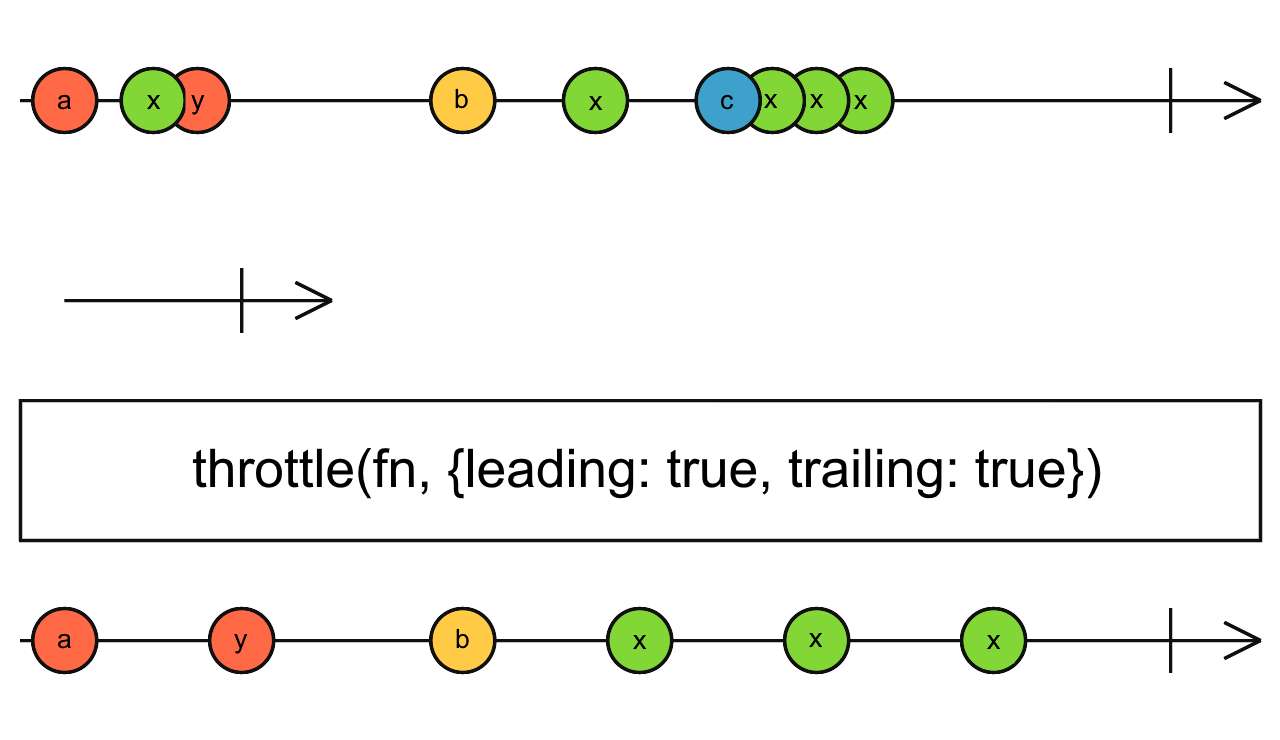 a x y b x c x x x
throttle(fn, {leading: true, trailing: true})
a y b x x x